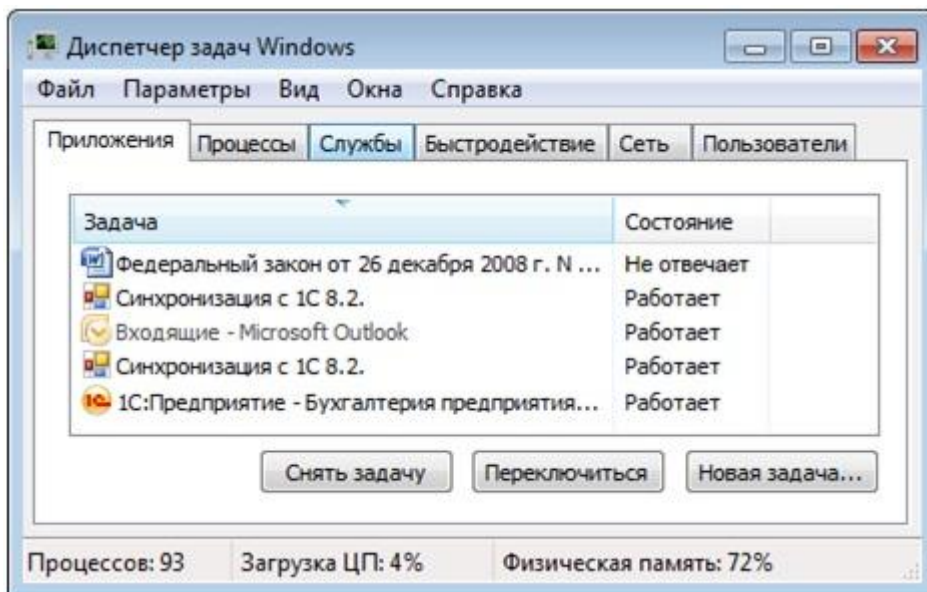 Диспетчер задач Windows
Файл Параметры Вид Окна Справка
Приложения Процессы Службы Быстродействие Сеть Пользователи
Задача Состояние
Федеральный закон от 26 декабря 2008 г. N ... Не отвечает
Синхронизация с 1С 8.2. Работает
Входящие - Microsoft Outlook Работает
Синхронизация с 1С 8.2. Работает
1С:Предприятие - Бухгалтерия предприятия... Работает
Снять задачу Переключиться Новая задача...
Процессов: 93 Загрузка ЦП: 4% Физическая память: 72%